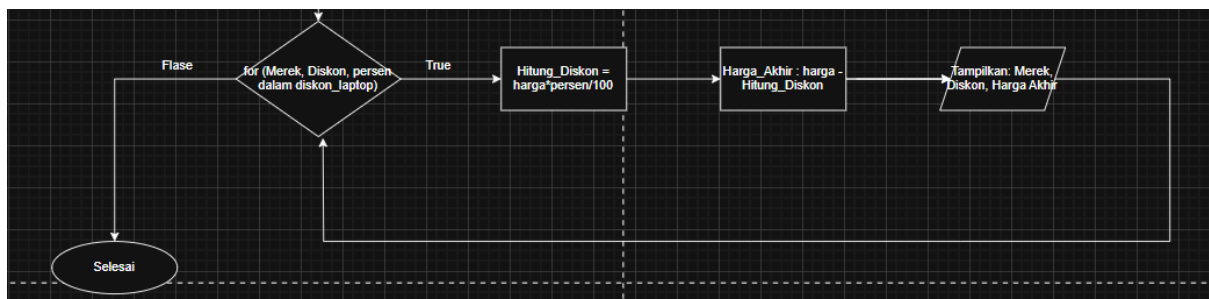 Flase
for (Merek, Diskon, persen
dalam diskon_laptop)
True
Hitung_Diskon =
harga*persen/100
Harga_Akhir : harga -
Hitung_Diskon
Tampilkan: Merek,
Diskon, Harga Akhir
Selesai